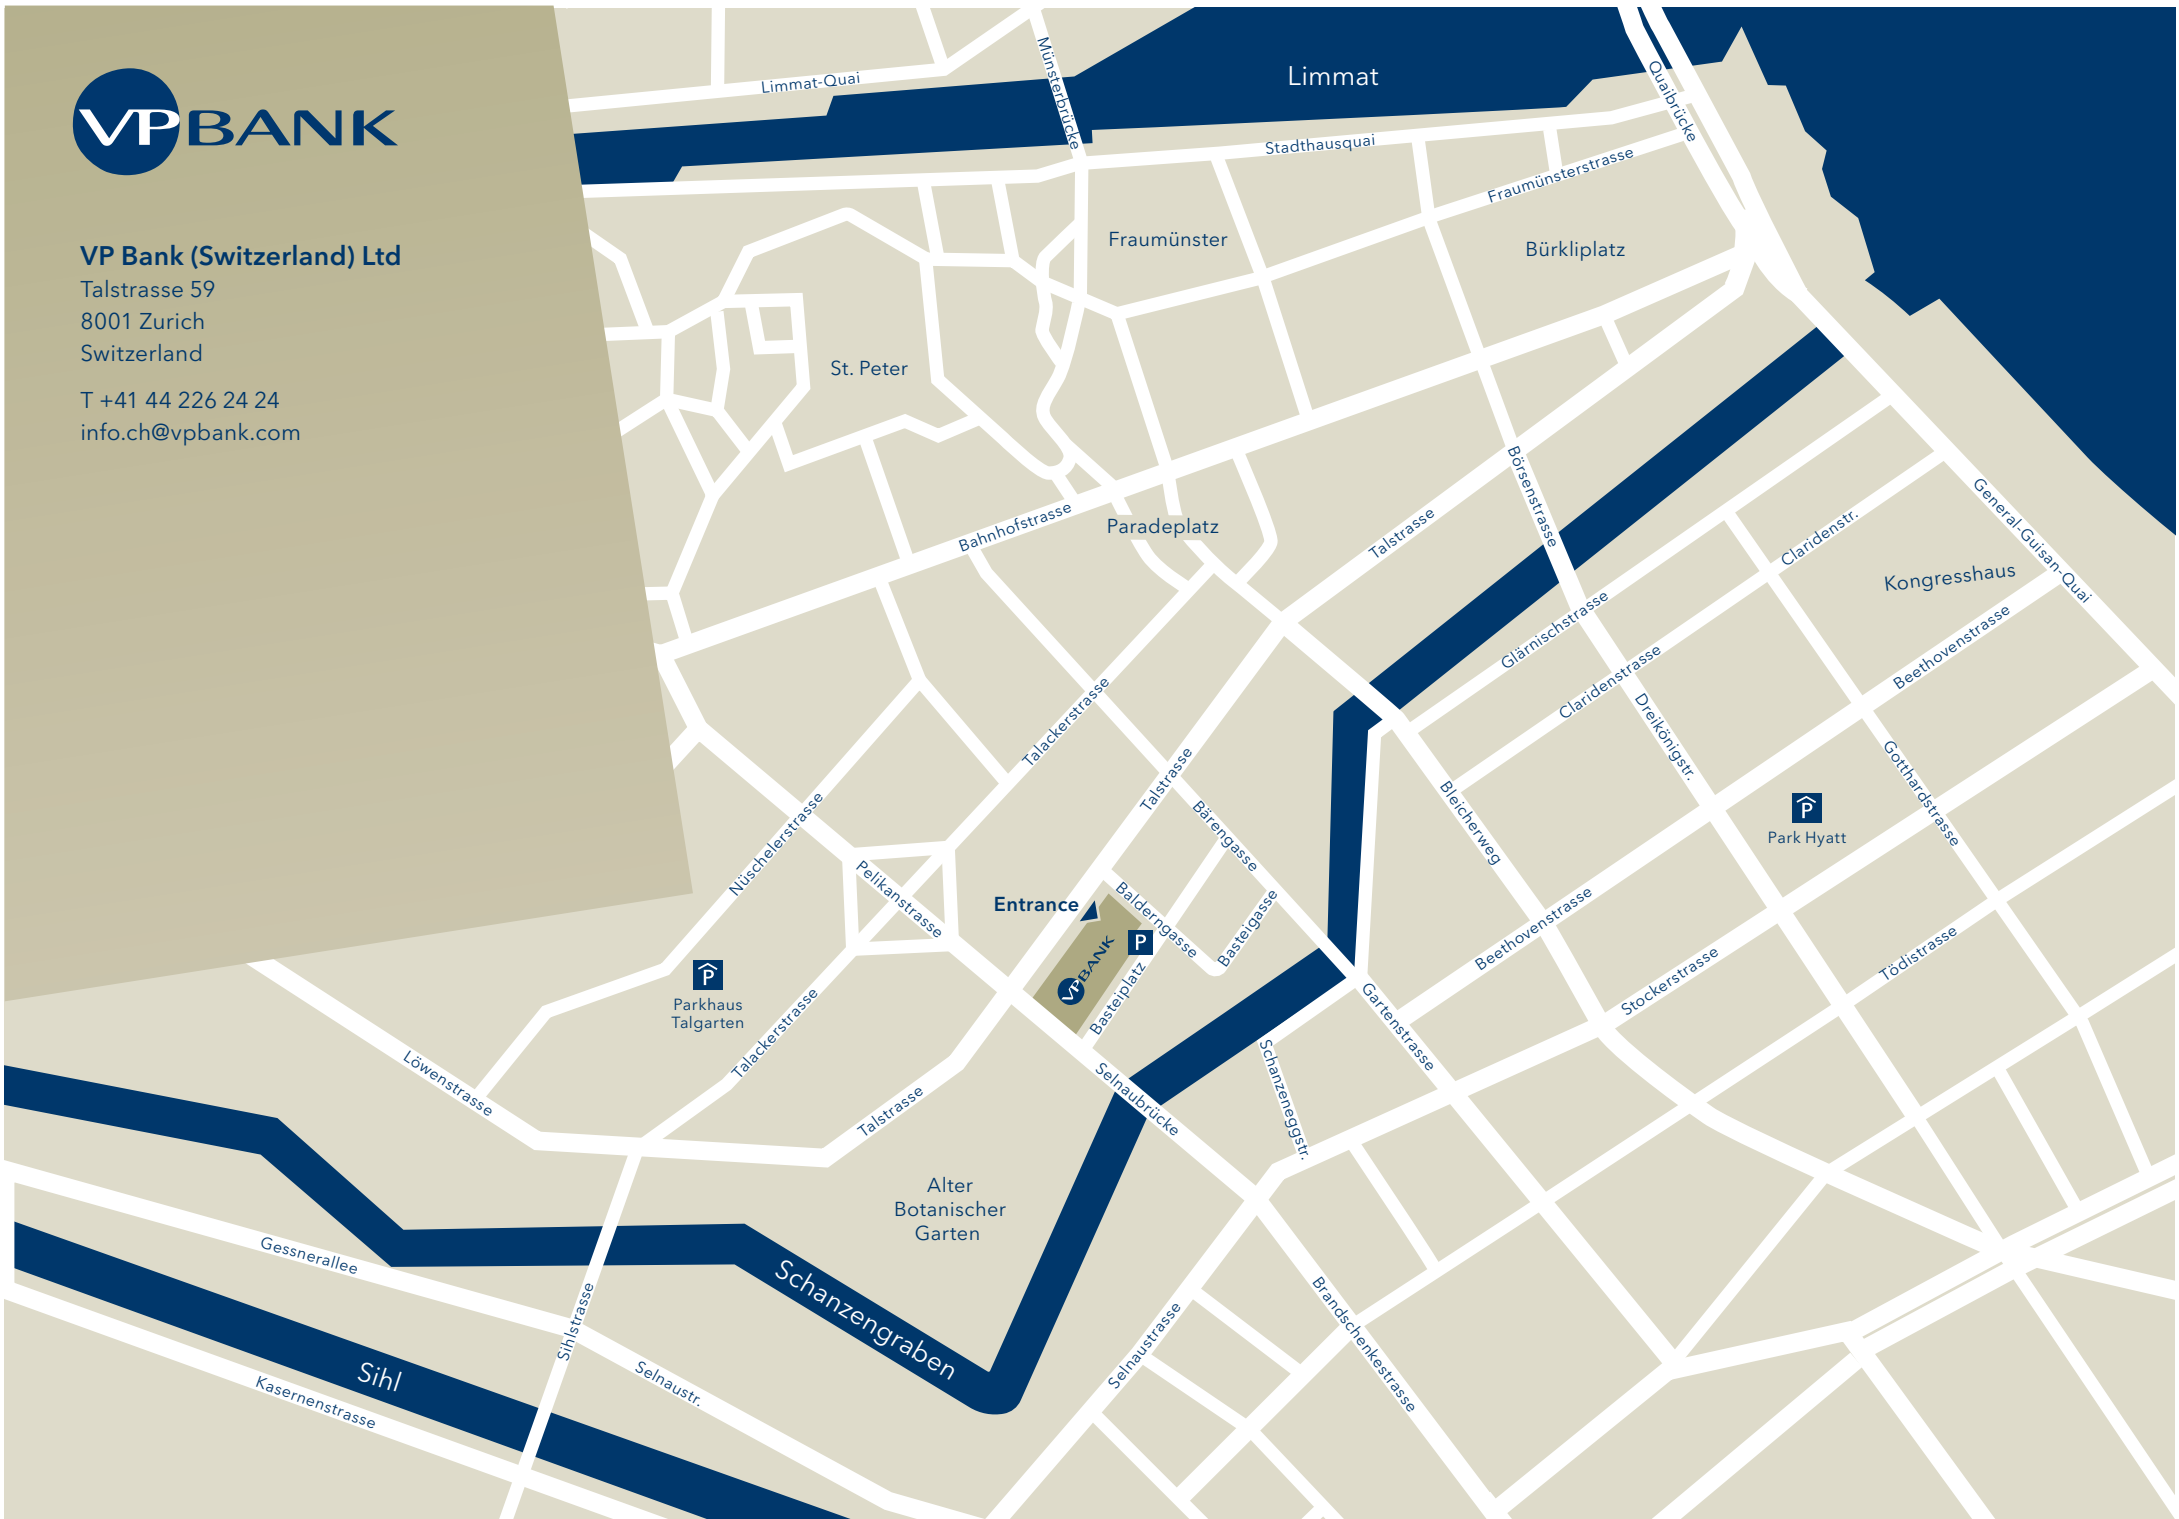 VP BANK
VP Bank (Switzerland) Ltd
Talstrasse 59
8001 Zurich
Switzerland
T +41 44 226 24 24
info.ch@vpbank.com
Limmat-Quai
Münsterbrücke
Limmat
Quaibrücke
Stadthausquai
Fraumünsterstrasse
Fraumünster
Bürkliplatz
St. Peter
Bahnhofstrasse
Paradeplatz
Talstrasse
Börsenstrasse
General-Guisan-Quai
Claridenstr.
Kongresshaus
Glärnischstrasse
Claridenstrasse
Beethovenstrasse
Dreikönigstr.
Gotthardstrasse
Talackerstrasse
Talstrasse
Bärengasse
Bleicherweg
P
Park Hyatt
Nüschelerstrasse
Pelikanstrasse
Entrance
Balderngasse
Basteigasse
P
VP BANK
Basteiplatz
Beethovenstrasse
Stockerstrasse
Tödistrasse
P
Parkhaus
Talgarten
Talackerstrasse
Gartenstrasse
Löwenstrasse
Talstrasse
Selnaubrücke
Schanzeneggstr.
Alter
Botanischer
Garten
Gessnerallee
Schanzengraben
Sihlstrasse
Selnaustrasse
Brandschenkestrasse
Sihl
Selnaustr.
Kasernenstrasse